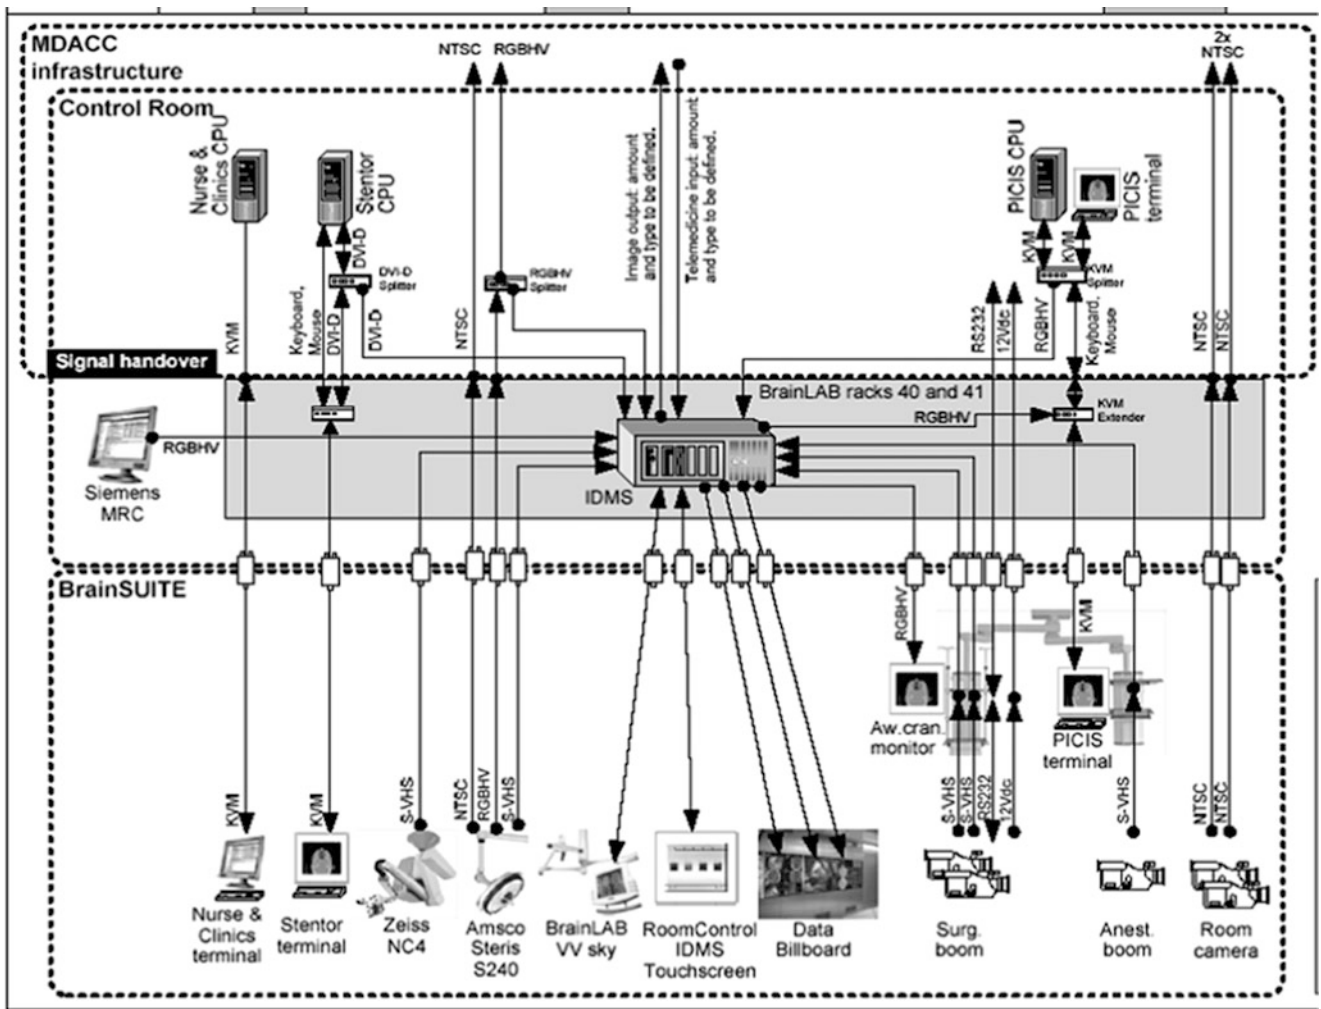 MDACC
infrastructure
NTSC
RGBHV
2x
NTSC
Control Room
Nurse &
Clinics CPU
Stentor
CPU
Image output: amount
and type to be defined.
Telemedicine input: amount
and type to be defined.
PICIS CPU
PICIS
terminal
DVI-D
KVM
KVM
DVI-D
Splitter
RGBHV
Splitter
KVM
Splitter
KVM
Keyboard,
Mouse
DVI-D
DVI-D
NTSC
RS232
12Vdc
RGBHV
Keyboard,
Mouse
NTSC
NTSC
Signal handover
BrainLAB racks 40 and 41
RGBHV
KVM
Extender
RGBHV
Siemens
MRC
IDMS
BrainSUITE
RGBHV
KVM
Aw.cran.
monitor
PICIS
terminal
KVM
KVM
S-VHS
NTSC
RGBHV
S-VHS
S-VHS
S-VHS
RS232
12Vdc
S-VHS
NTSC
NTSC
Nurse &
Clinics
terminal
Stentor
terminal
Zeiss
NC4
Amsco
Steris
S240
BrainLAB
VV sky
RoomControl
IDMS
Touchscreen
Data
Billboard
Surg.
boom
Anest.
boom
Room
camera